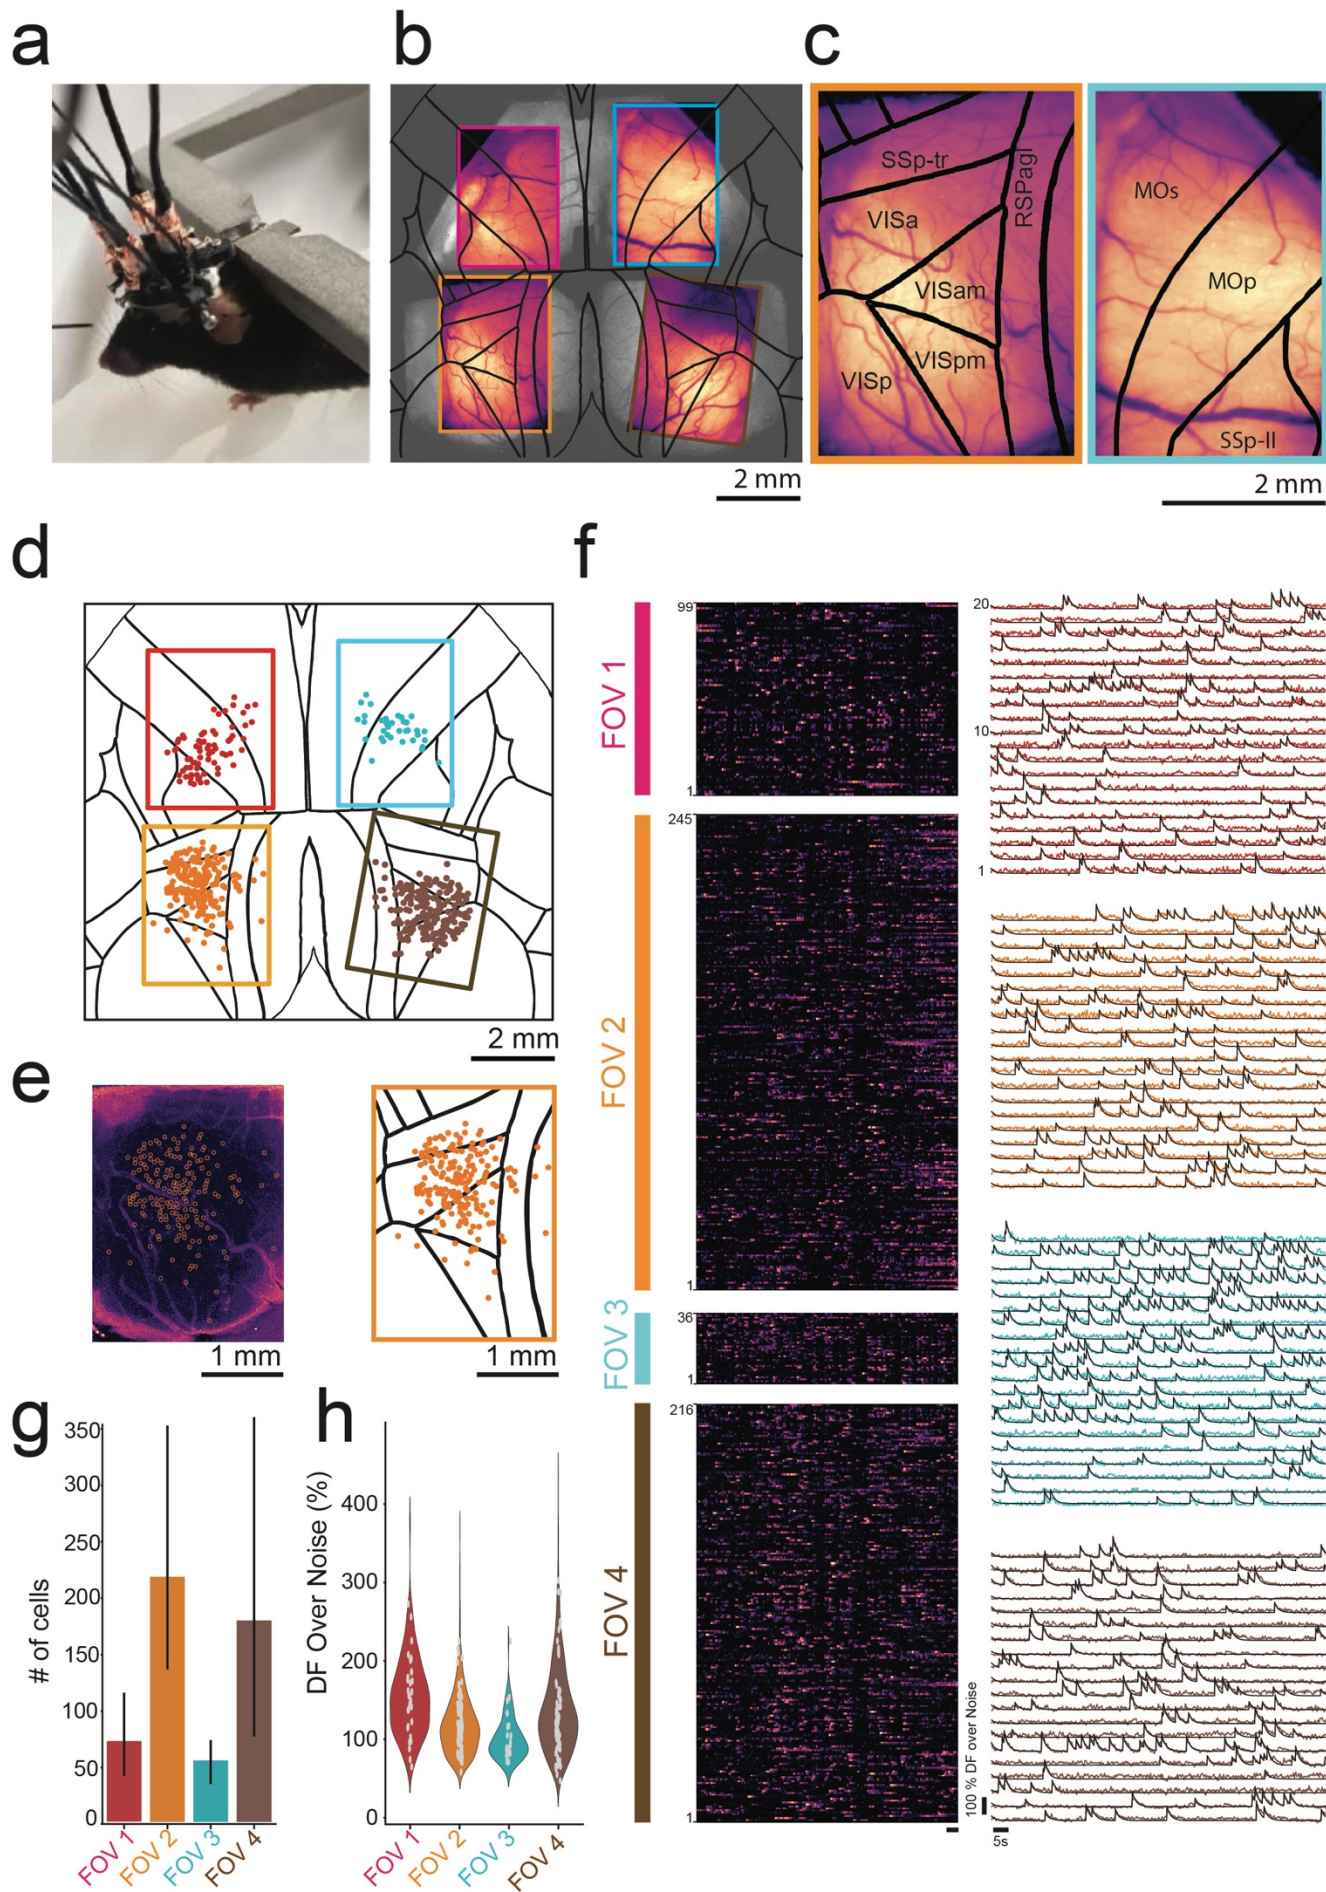 a
b
c
SSp-tr
RSPagl
VISa
VISam
VISpm
VISp
MOs
MOp
SSp-II
2 mm
2 mm
d
2 mm
e
1 mm
1 mm
f
FOV 1
99
1
FOV 2
245
1
FOV 3
36
1
FOV 4
216
1
20
10
1
100 % DF over Noise
5s
g
# of cells
350
300
250
200
150
100
50
0
FOV 1
FOV 2
FOV 3
FOV 4
h
DF Over Noise (%)
400
300
200
100
0
FOV 1
FOV 2
FOV 3
FOV 4